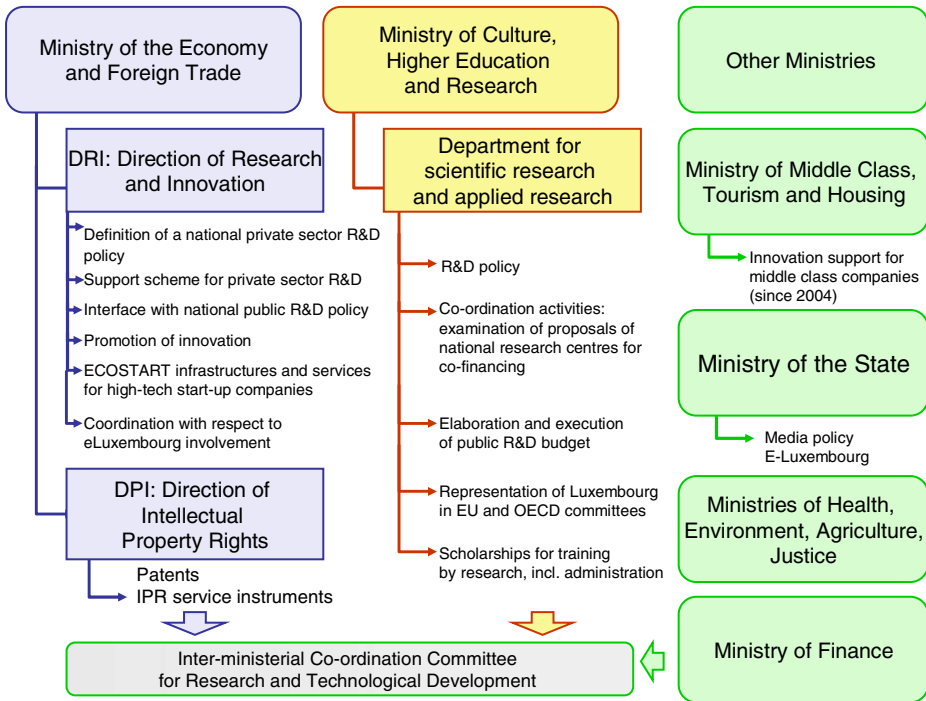 Ministry of the Economy
and Foreign Trade
DRI: Direction of Research
and Innovation
Definition of a national private sector R&D
policy
Support scheme for private sector R&D
Interface with national public R&D policy
Promotion of innovation
ECOSTART infrastructures and services
for high-tech start-up companies
Coordination with respect to
eLuxembourg involvement
DPI: Direction of
Intellectual
Property Rights
Patents
IPR service instruments
Ministry of Culture,
Higher Education
and Research
Department for
scientific research
and applied research
R&D policy
Co-ordination activities:
examination of proposals of
national research centres for
co-financing
Elaboration and execution
of public R&D budget
Representation of Luxembourg
in EU and OECD committees
Scholarships for training
by research, incl. administration
Other Ministries
Ministry of Middle Class,
Tourism and Housing
Innovation support for
middle class companies
(since 2004)
Ministry of the State
Media policy
E-Luxembourg
Ministries of Health,
Environment, Agriculture,
Justice
Ministry of Finance
Inter-ministerial Co-ordination Committee
for Research and Technological Development